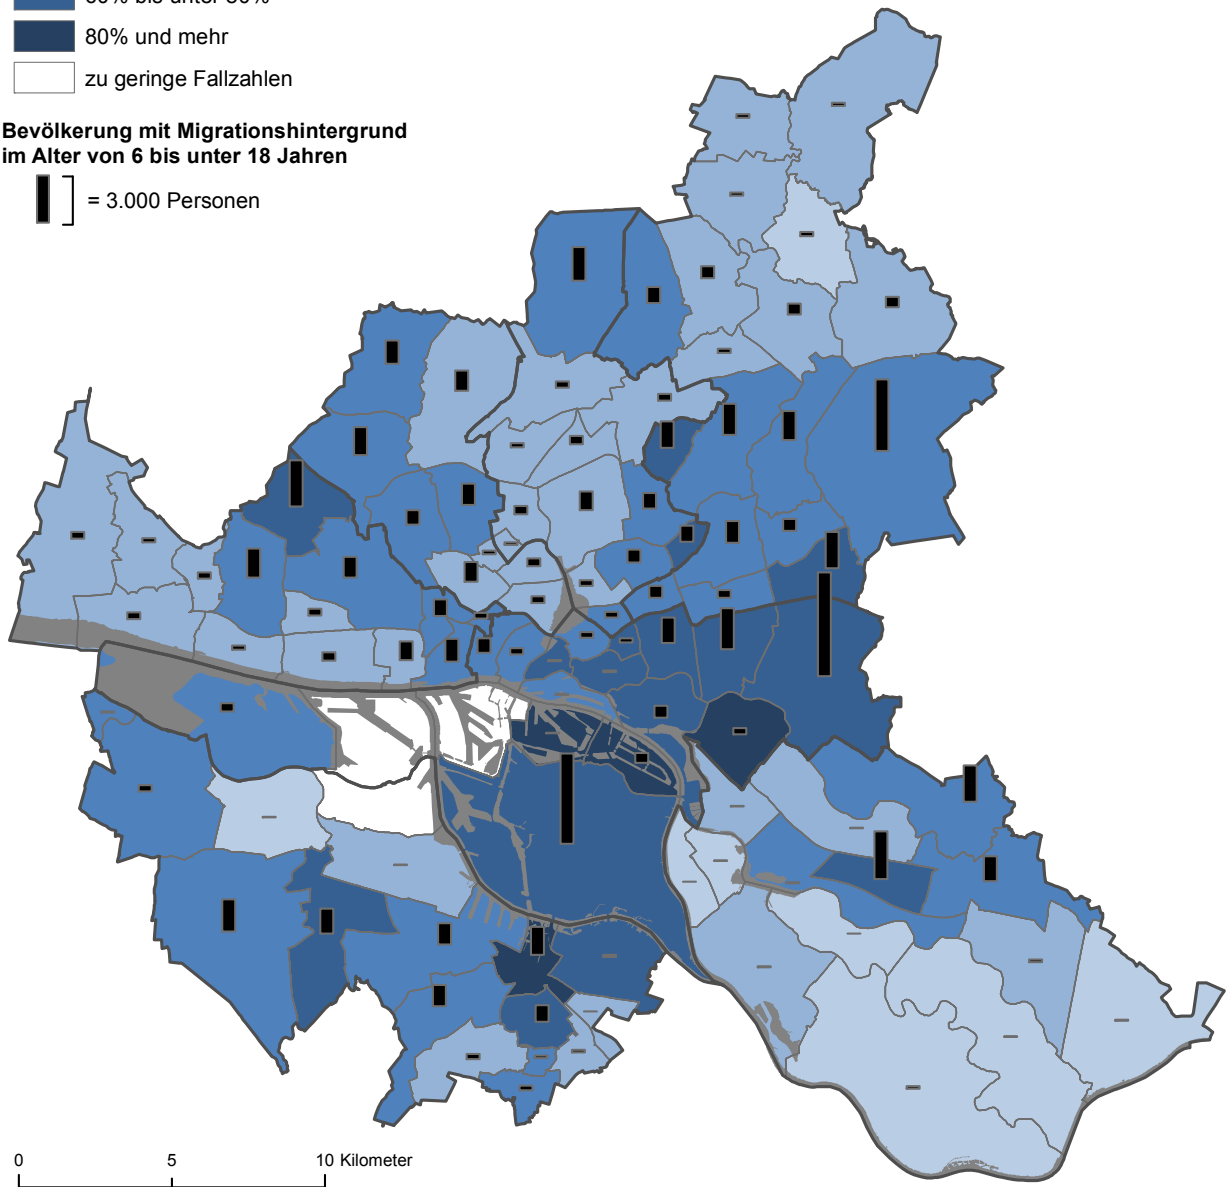 80% und mehr
zu geringe Fallzahlen
Bevölkerung mit Migrationshintergrund
im Alter von 6 bis unter 18 Jahren
= 3.000 Personen
0 5 10 Kilometer